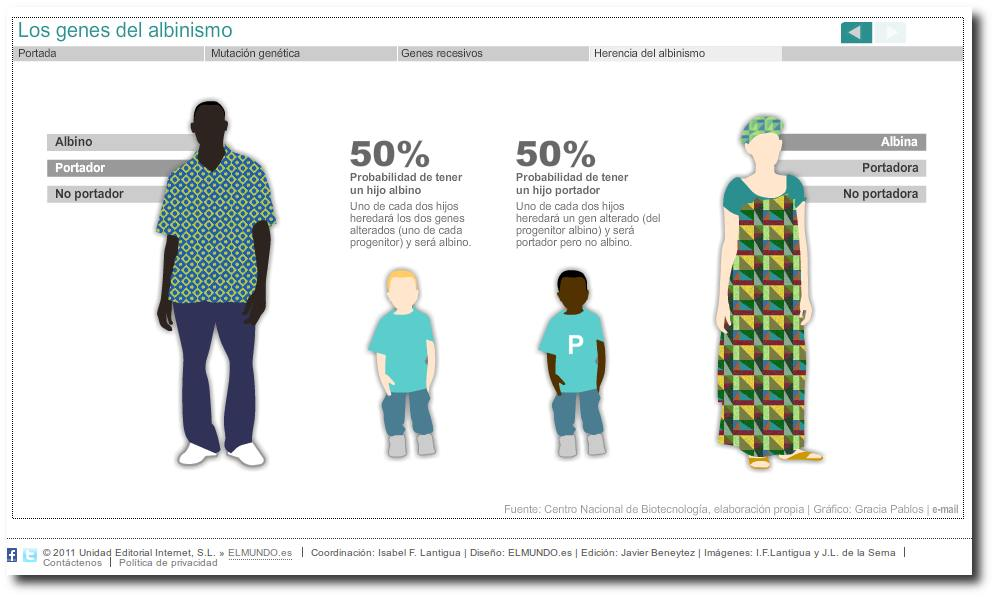 Los genes del albinismo
Portada
Mutación genética
Genes recesivos
Herencia del albinismo
Albino
Portador
No portador
50%
Probabilidad de tener
un hijo albino
Uno de cada dos hijos
heredará los dos genes
alterados (uno de cada
progenitor) y será albino.
50%
Probabilidad de tener
un hijo portador
Uno de cada dos hijos
heredará un gen alterado (del
progenitor albino) y será
portador pero no albino.
Albina
Portadora
No portadora
P
Fuente: Centro Nacional de Biotecnología, elaboración propia | Gráfico: Gracia Pablos | e-mail
© 2011 Unidad Editorial Internet, S.L. » ELMUNDO.es | Coordinación: Isabel F. Lantigua | Diseño: ELMUNDO.es | Edición: Javier Beneytez | Imágenes: I.F.Lantigua y J.L. de la Serna |
Contáctenos | Política de privacidad